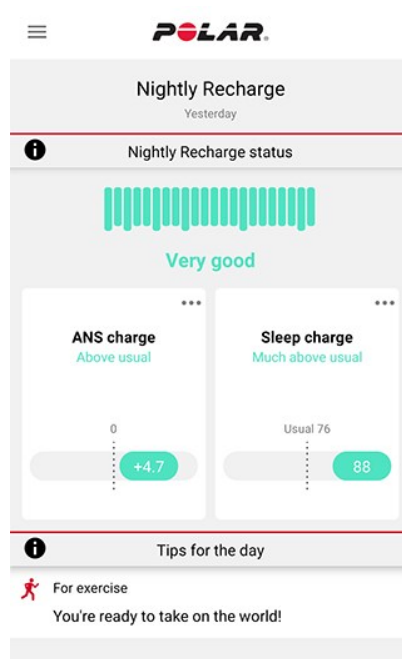 POLAR.
Nightly Recharge
Yesterday
Nightly Recharge status
Very good
ANS charge
Above usual
0
+4.7
Sleep charge
Much above usual
Usual 76
88
Tips for the day
For exercise
You're ready to take on the world!